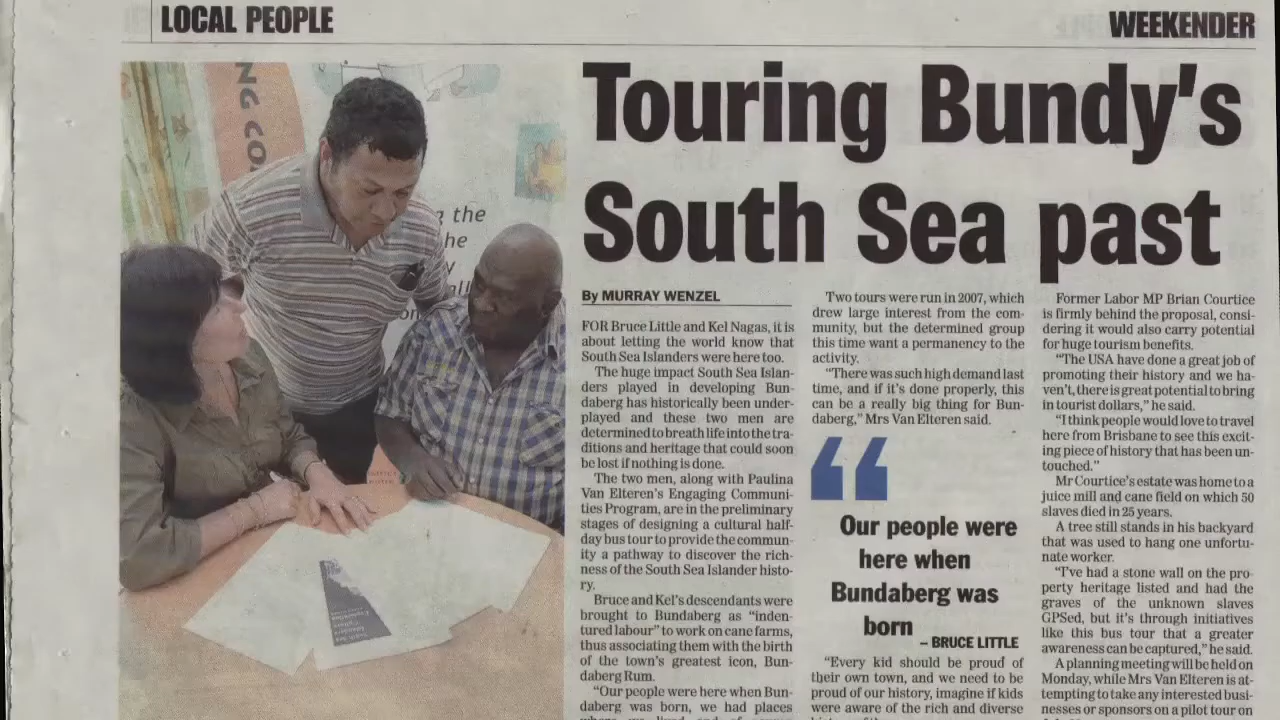 LOCAL PEOPLE
WEEKENDER
Touring Bundy's
South Sea past
By MURRAY WENZEL
FOR Bruce Little and Kel Nagas, it is
about letting the world know that
South Sea Islanders were here too.
The huge impact South Sea Islan-
ders played in developing Bun-
daberg has historically been under-
played and these two men are
determined to breath life into the tra-
ditions and heritage that could soon
be lost if nothing is done.
The two men, along with Paulina
Van Elteren's Engaging Communi-
ties Program, are in the preliminary
stages of designing a cultural half-
day bus tour to provide the commun-
ity a pathway to discover the rich-
ness of the South Sea Islander histo-
ry.
Bruce and Kel's descendants were
brought to Bundaberg as “inden-
tured labour” to work on cane farms,
thus associating them with the birth
of the town's greatest icon, Bun-
daberg Rum.
“Our people were here when Bun-
daberg was born, we had places
Two tours were run in 2007, which
drew large interest from the com-
munity, but the determined group
this time want a permanency to the
activity.
“There was such high demand last
time, and if it's done properly, this
can be a really big thing for Bun-
daberg,” Mrs Van Elteren said.
“
Our people were
here when
Bundaberg was
born
– BRUCE LITTLE
“Every kid should be proud of
their own town, and we need to be
proud of our history, imagine if kids
were aware of the rich and diverse
Former Labor MP Brian Courtice
is firmly behind the proposal, consi-
dering it would also carry potential
for huge tourism benefits.
“The USA have done a great job of
promoting their history and we ha-
ven't, there is great potential to bring
in tourist dollars,” he said.
“I think people would love to travel
here from Brisbane to see this excit-
ing piece of history that has been un-
touched.”
Mr Courtice's estate was home to a
juice mill and cane field on which 50
slaves died in 25 years.
A tree still stands in his backyard
that was used to hang one unfortu-
nate worker.
“I've had a stone wall on the pro-
perty heritage listed and had the
graves of the unknown slaves
GPSed, but it's through initiatives
like this bus tour that a greater
awareness can be captured,” he said.
A planning meeting will be held on
Monday, while Mrs Van Elteren is at-
tempting to take any interested busi-
nesses or sponsors on a pilot tour on